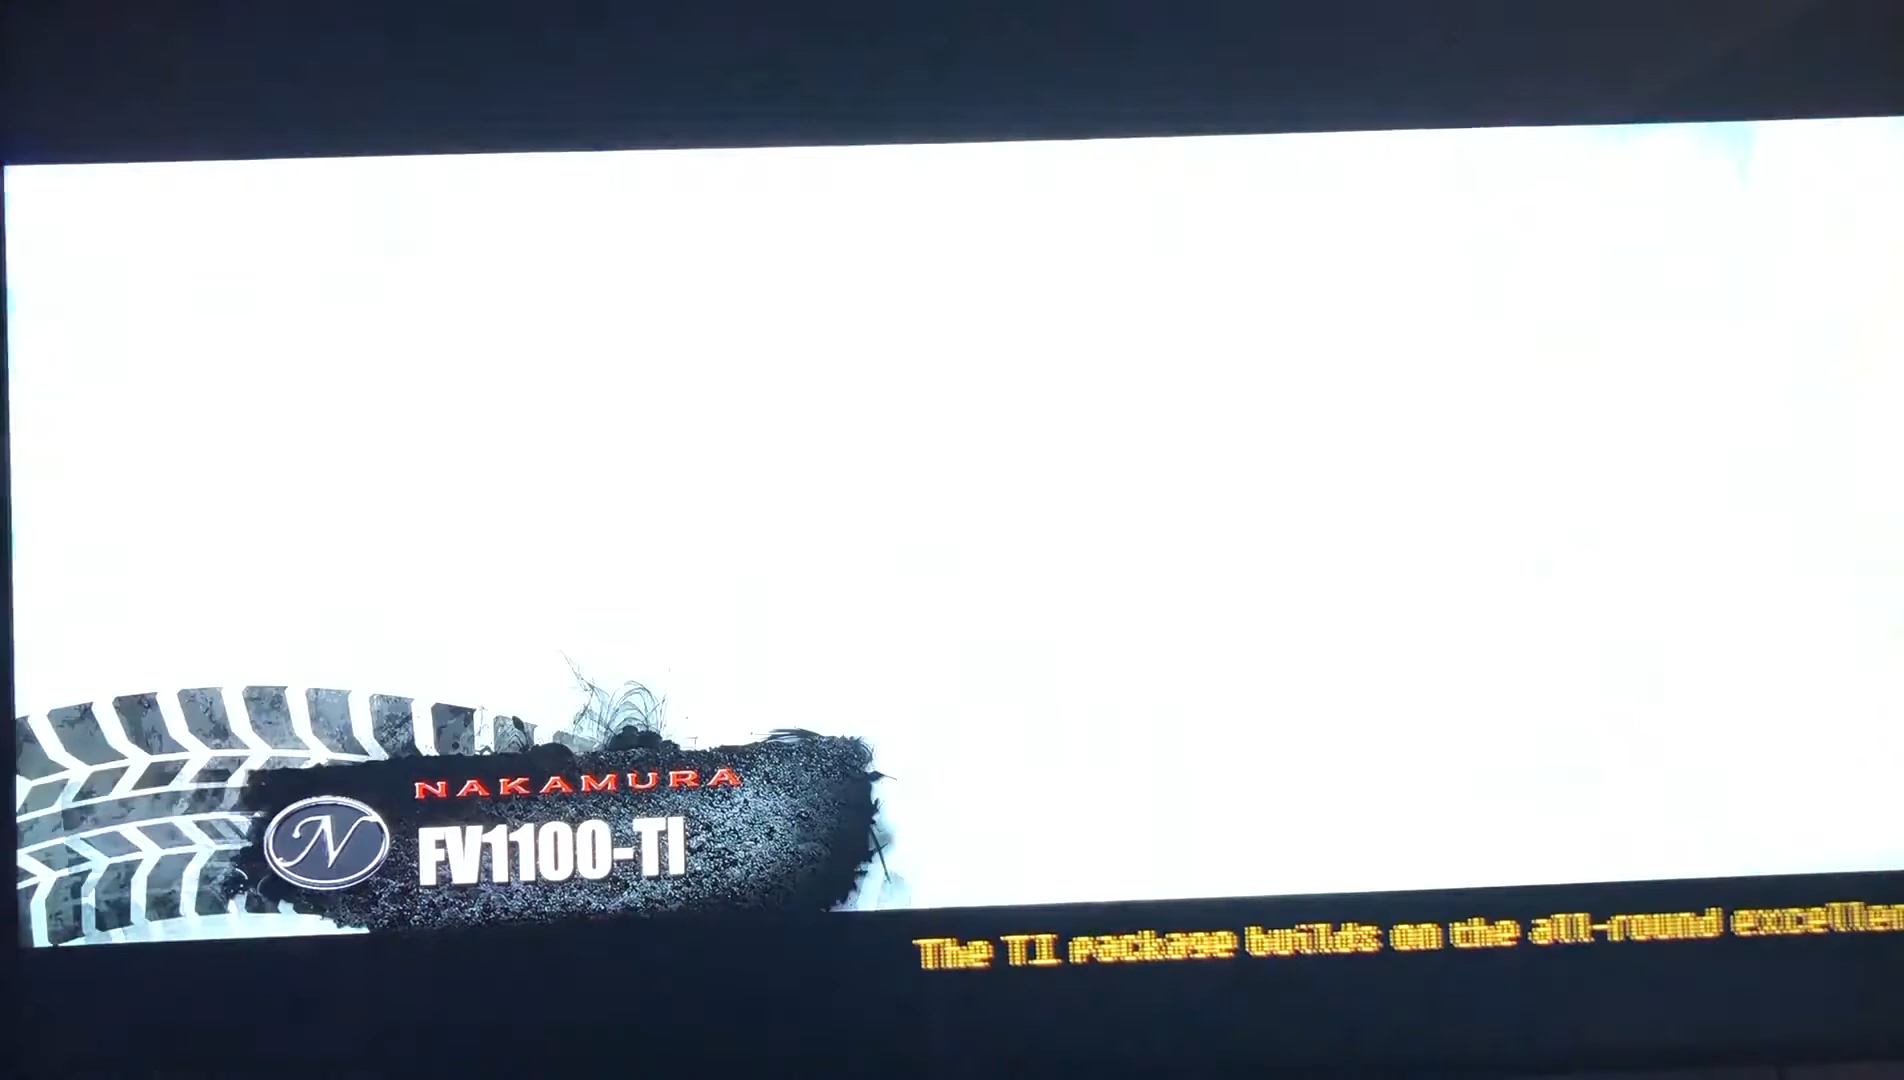 NAKAMURA
N
FV1100-TI
The TI package builds on the all-round